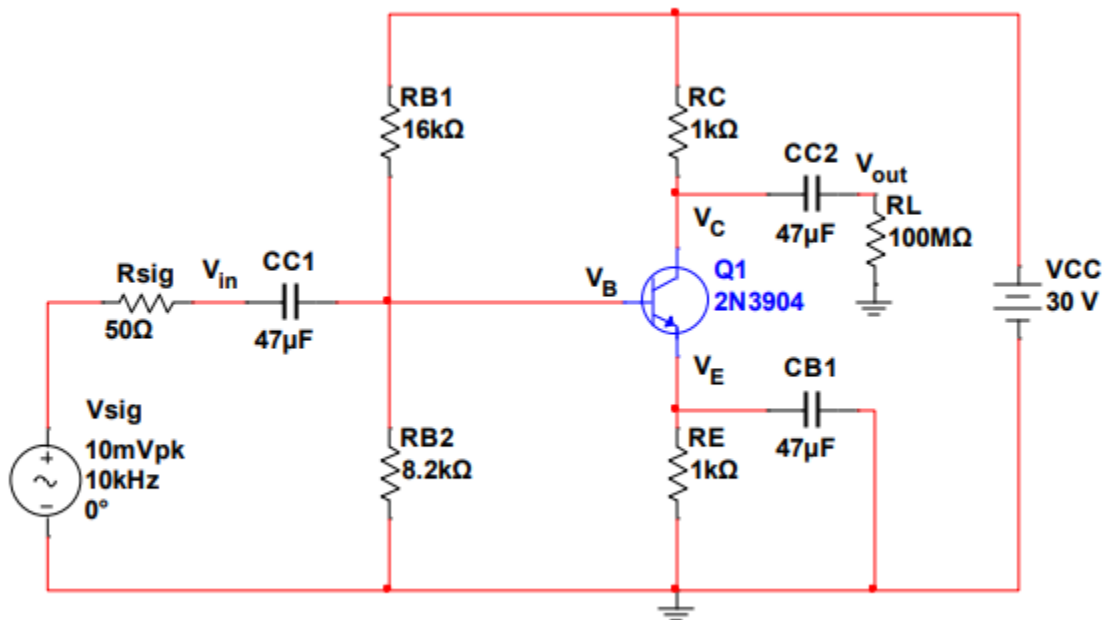 RB1
16kΩ
RC
1kΩ
CC2
47µF
Vout
RL
100MΩ
VC
Rsig
50Ω
Vin
CC1
47µF
VB
Q1
2N3904
VCC
30 V
VE
CB1
47µF
Vsig
10mVpk
10kHz
0°
+
RB2
8.2kΩ
RE
1kΩ